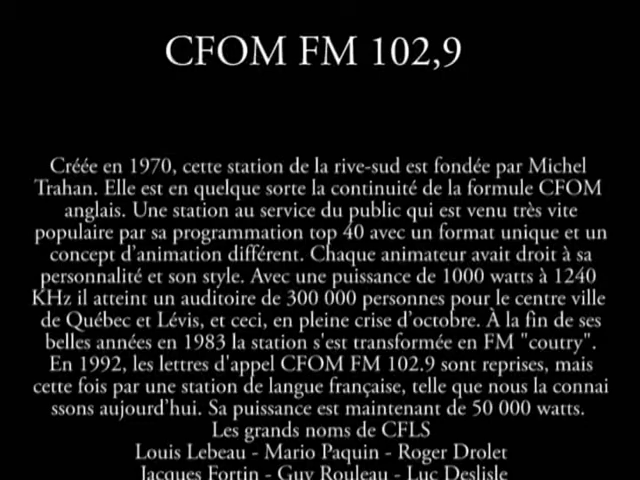 CFOM FM 102,9
Créée en 1970, cette station de la rive-sud est fondée par Michel
Trahan. Elle est en quelque sorte la continuité de la formule CFOM
anglais. Une station au service du public qui est venu très vite
populaire par sa programmation top 40 avec un format unique et un
concept d'animation différent. Chaque animateur avait droit à sa
personnalité et son style. Avec une puissance de 1000 watts à 1240
KHz il atteint un auditoire de 300 000 personnes pour le centre ville
de Québec et Lévis, et ceci, en pleine crise d'octobre. À la fin de ses
belles années en 1983 la station s'est transformée en FM "coutry".
En 1992, les lettres d'appel CFOM FM 102.9 sont reprises, mais
cette fois par une station de langue française, telle que nous la connai
ssons aujourd'hui. Sa puissance est maintenant de 50 000 watts.
Les grands noms de CFLS
Louis Lebeau - Mario Paquin - Roger Drolet
Jacques Fortin - Guy Rouleau - Luc Deslisle